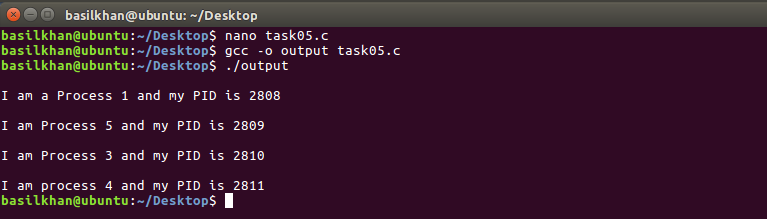 basilkhan@ubuntu: ~/Desktop
basilkhan@ubuntu:~/Desktop$ nano task05.c
basilkhan@ubuntu:~/Desktop$ gcc -o output task05.c
basilkhan@ubuntu:~/Desktop$ ./output
I am a Process 1 and my PID is 2808
I am Process 5 and my PID is 2809
I am Process 3 and my PID is 2810
I am process 4 and my PID is 2811
basilkhan@ubuntu:~/Desktop$